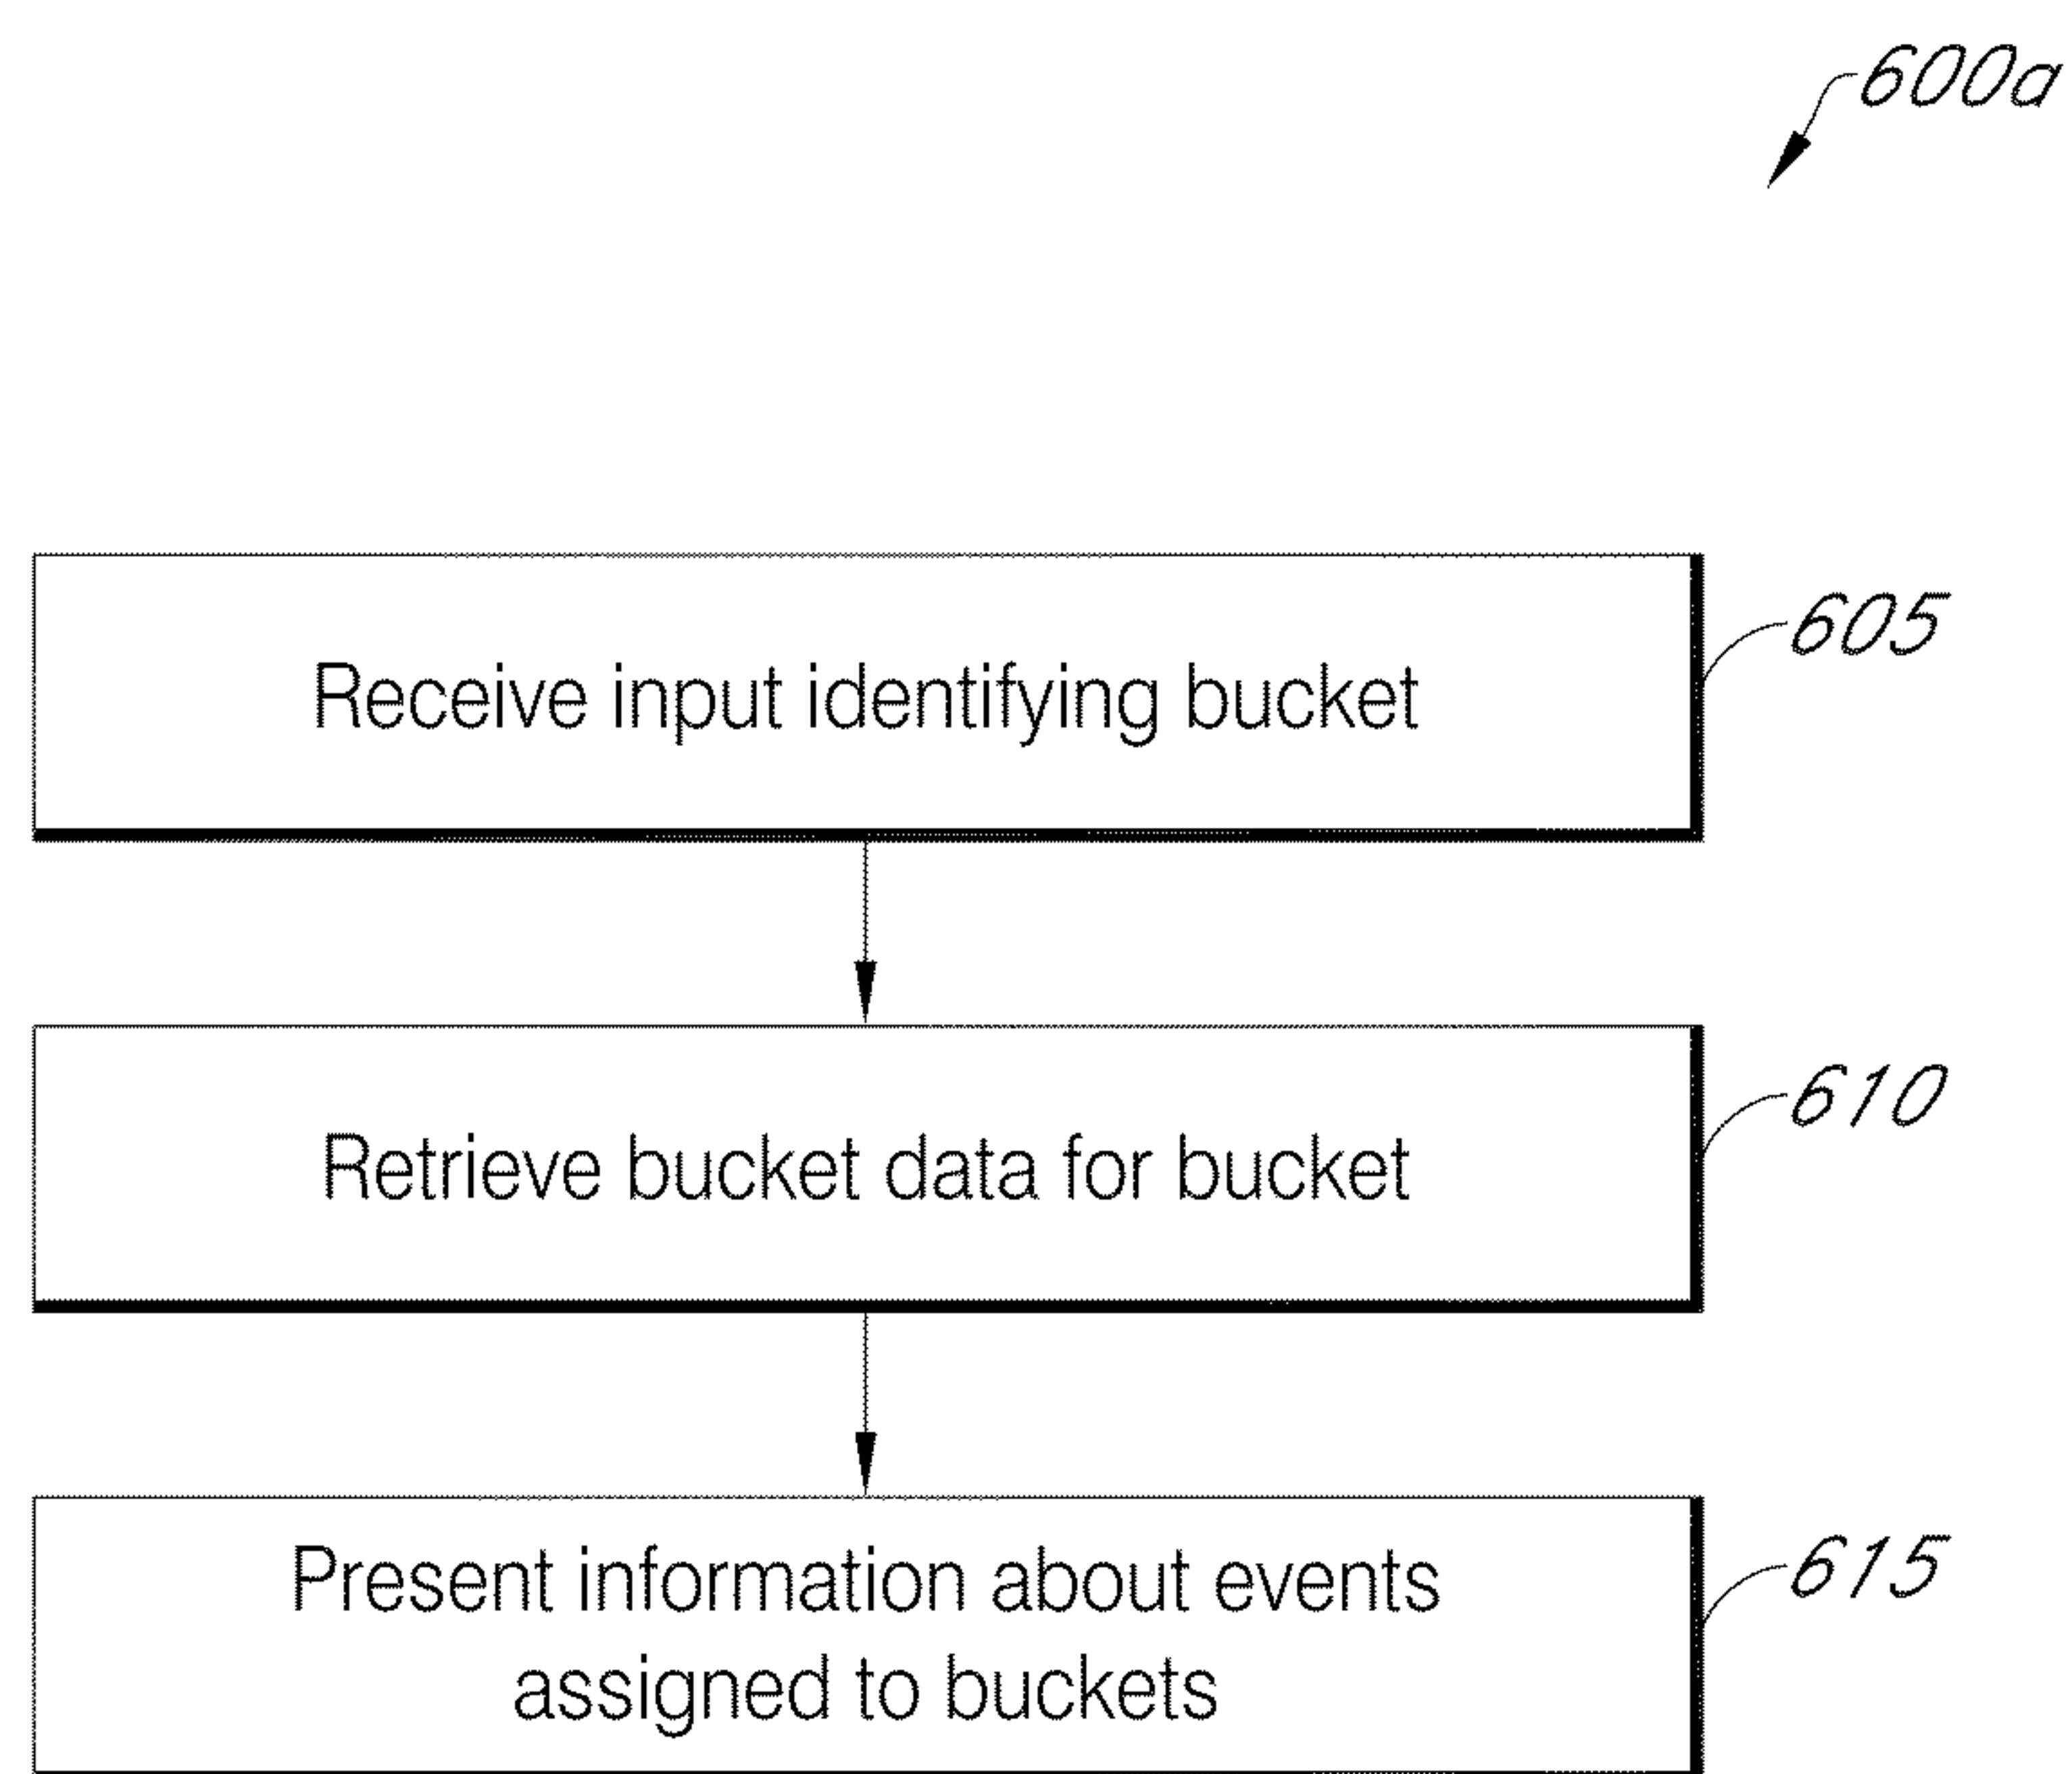 600a
Receive input identifying bucket
605
Retrieve bucket data for bucket
610
Present information about events
assigned to buckets
615